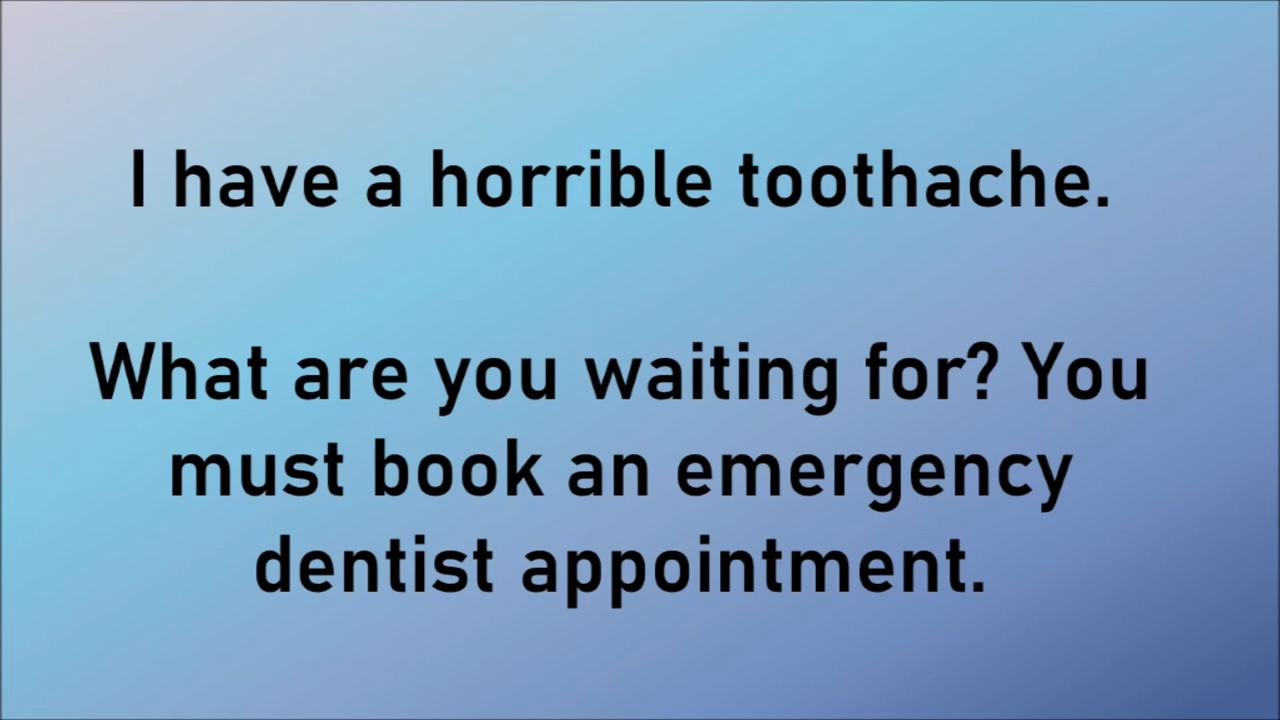 I have a horrible toothache.
What are you waiting for? You
must book an emergency
dentist appointment.